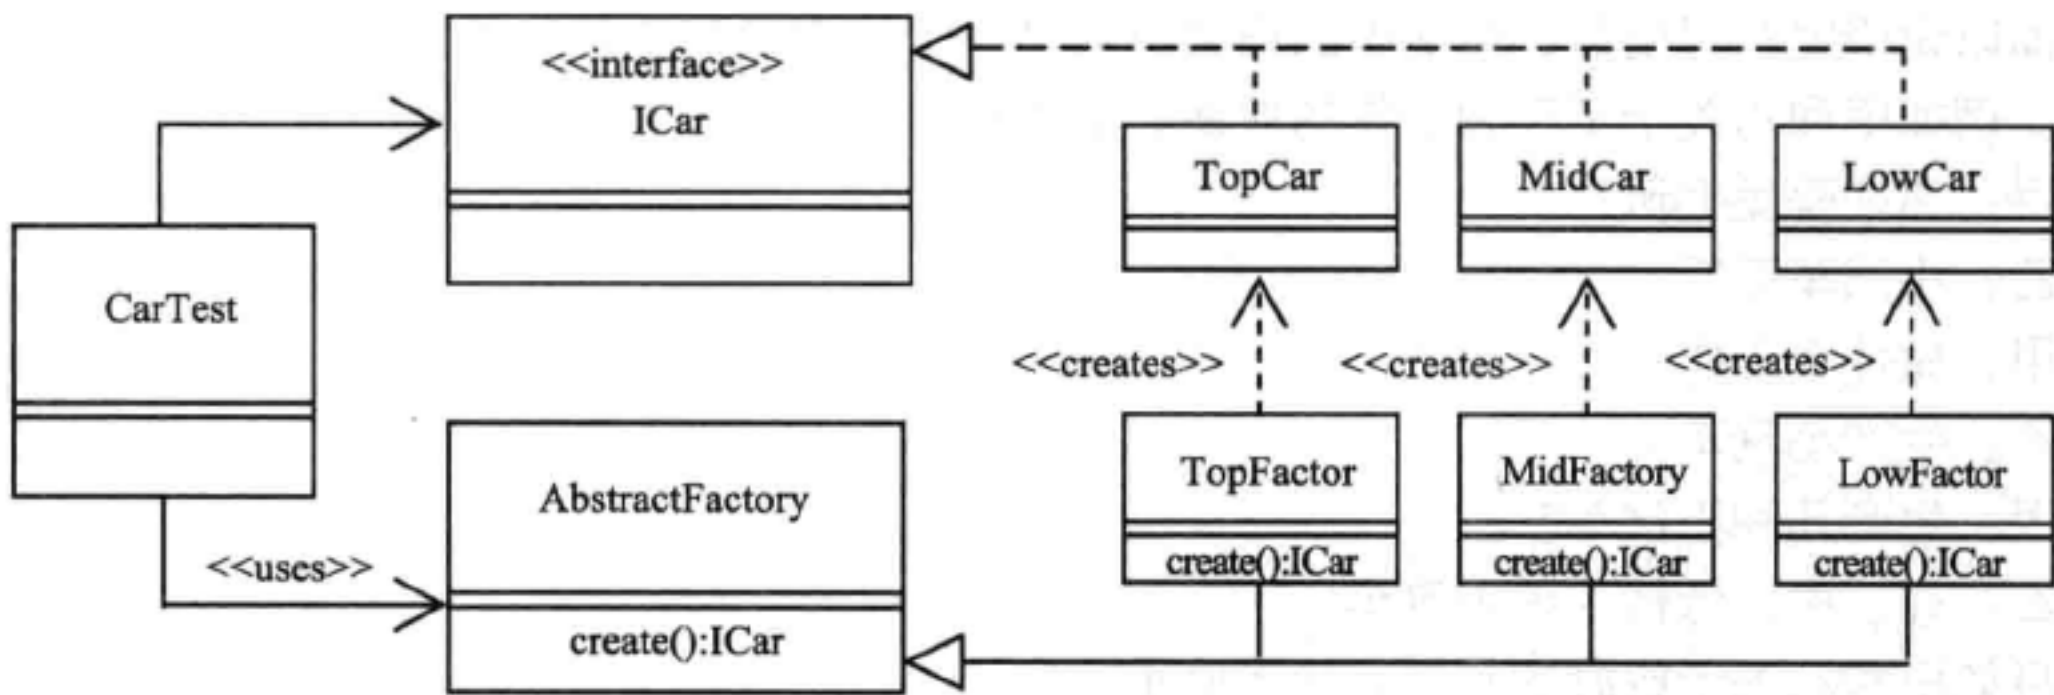 <<interface>>
ICar
TopCar
MidCar
LowCar
CarTest
<<creates>>
<<creates>>
<<creates>>
AbstractFactory
TopFactor
MidFactory
LowFactor
<<uses>>
create():ICar
create():ICar
create():ICar
create():ICar